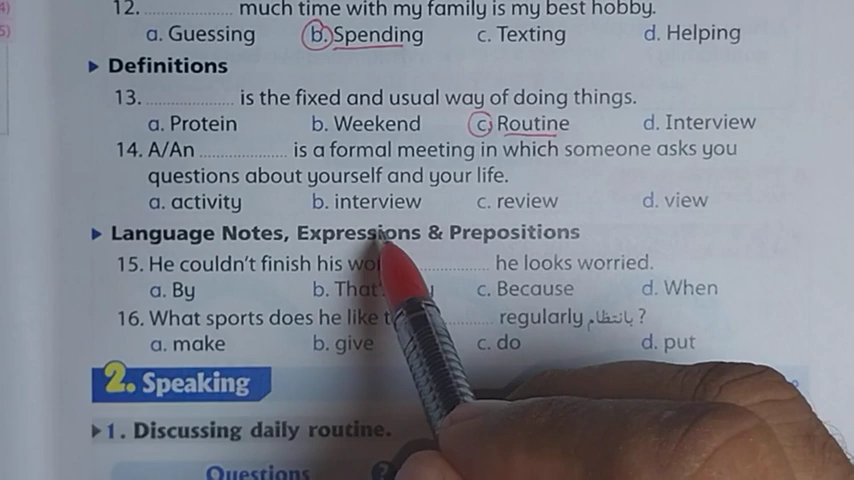 12. .................... much time with my family is my best hobby.
a. Guessing b. Spending c. Texting d. Helping
Definitions
13. .................... is the fixed and usual way of doing things.
a. Protein b. Weekend c. Routine d. Interview
14. A/An .................... is a formal meeting in which someone asks you
questions about yourself and your life.
a. activity b. interview c. review d. view
Language Notes, Expressions & Prepositions
15. He couldn't finish his .................... he looks worried.
a. By b. c. Because d. When
16. What sports does he like .................... regularly بانتظام ?
a. make b. give c. do d. put
2. Speaking
1. Discussing daily routine.
Questions ?